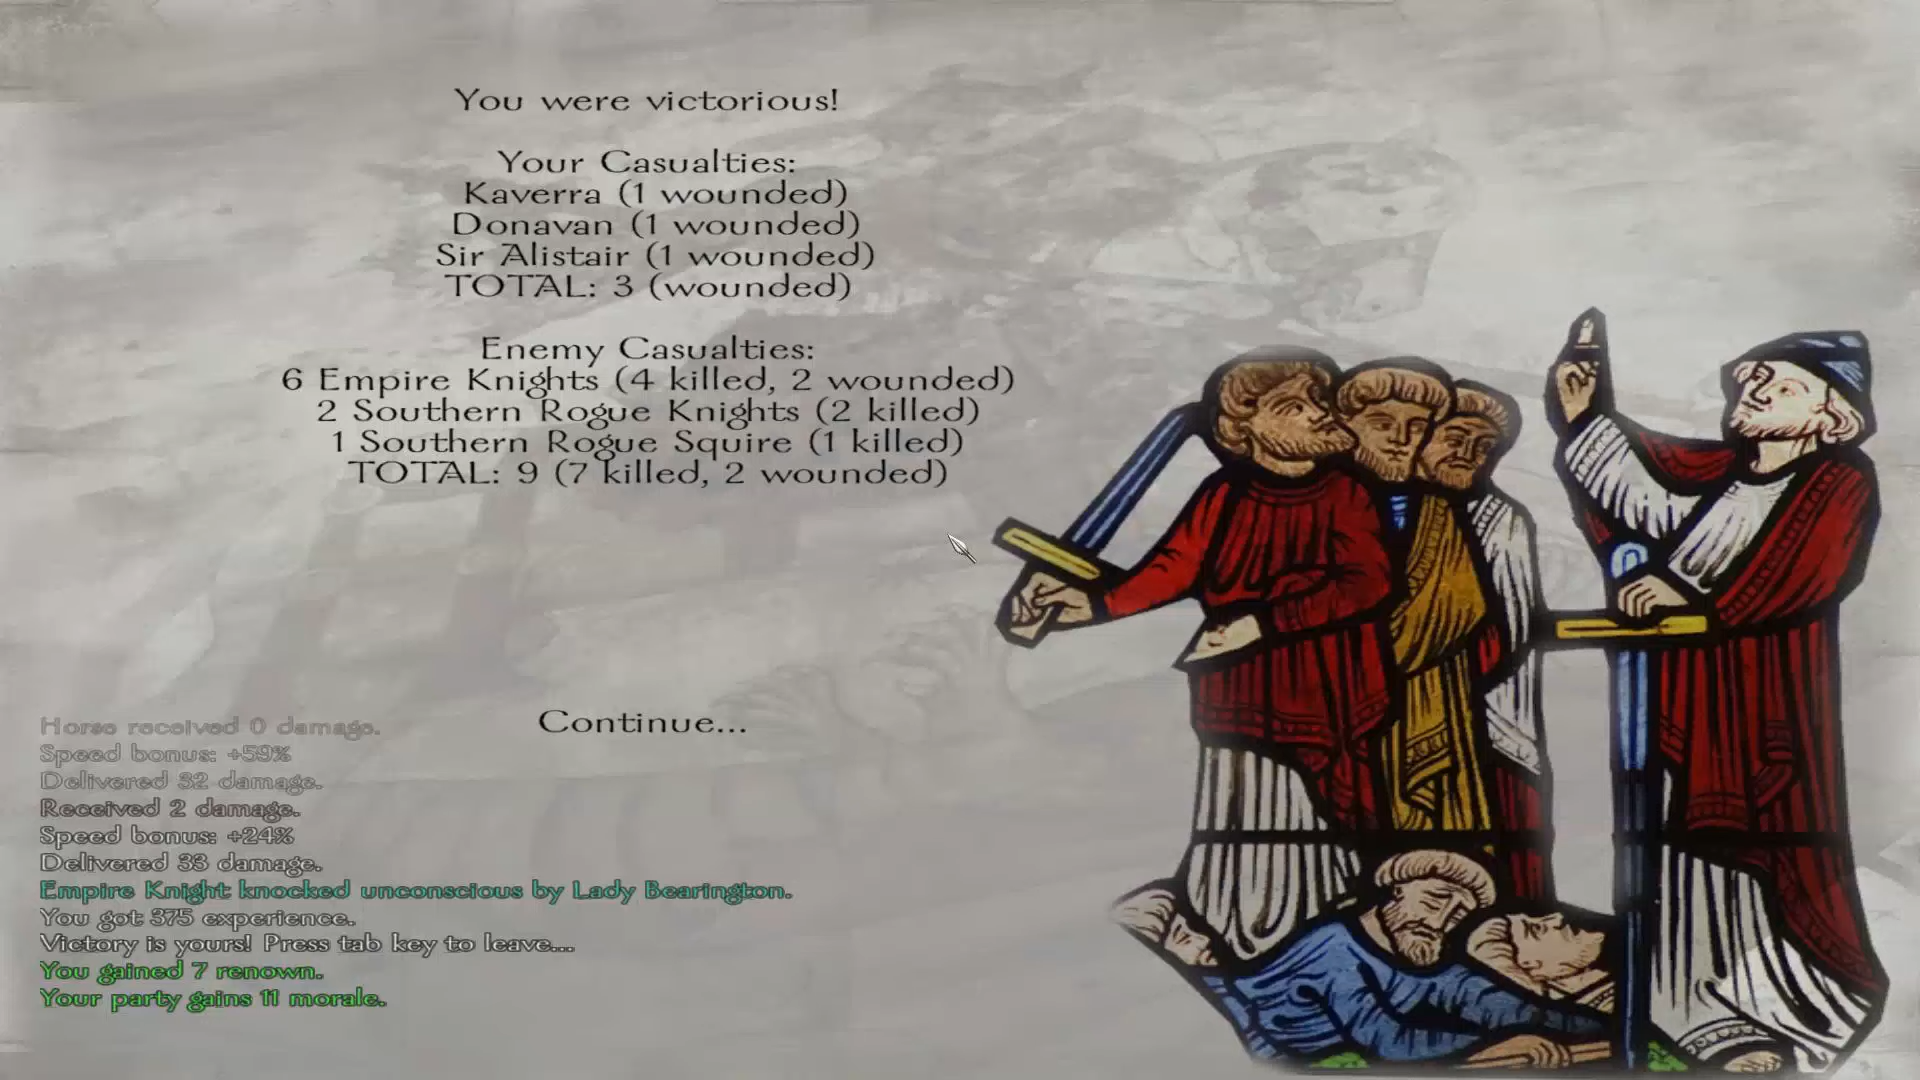 You were victorious!
Your Casualties:
Kaverra (1 wounded)
Donavan (1 wounded)
Sir Alistair (1 wounded)
TOTAL: 3 (wounded)
Enemy Casualties:
6 Empire Knights (4 killed, 2 wounded)
2 Southern Rogue Knights (2 killed)
1 Southern Rogue Squire (1 killed)
TOTAL: 9 (7 killed, 2 wounded)
Continue...
Horse received 0 damage.
Speed bonus: +59%
Delivered 32 damage.
Received 2 damage.
Speed bonus: +24%
Delivered 33 damage.
Empire Knight knocked unconscious by Lady Bearington.
You got 375 experience.
Victory is yours! Press tab key to leave...
You gained 7 renown.
Your party gains 11 morale.